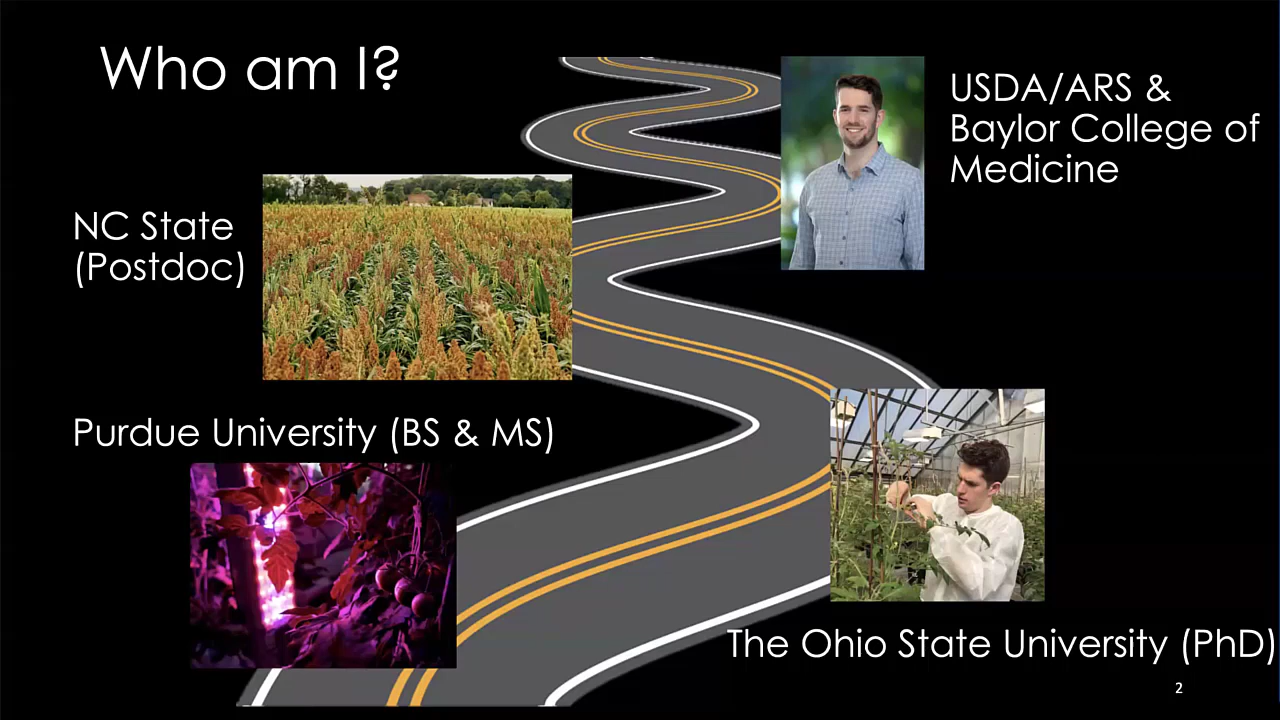 Who am I?
USDA/ARS &
Baylor College of
Medicine
NC State
(Postdoc)
Purdue University (BS & MS)
The Ohio State University (PhD)
2